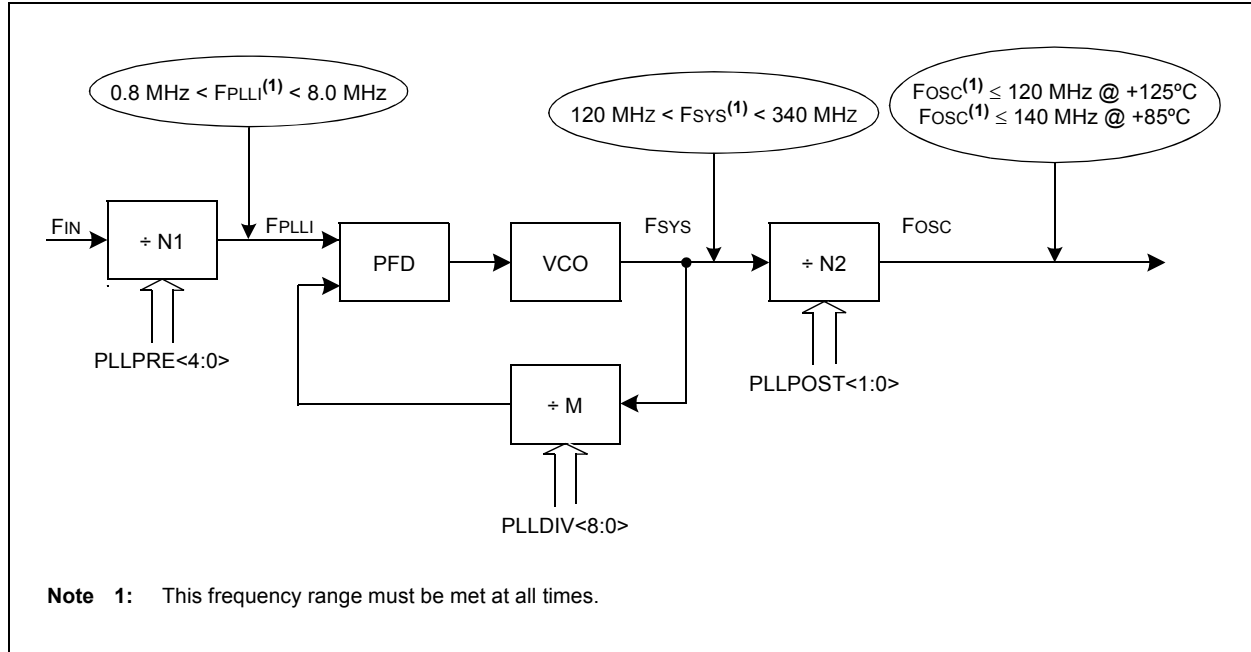 0.8 MHz < FPLLI(1) < 8.0 MHz
120 MHZ < FSYS(1) < 340 MHZ
FOSC(1) ≤ 120 MHz @ +125ºC
FOSC(1) ≤ 140 MHz @ +85ºC
FIN
÷ N1
FPLLI
PFD
VCO
FSYS
÷ N2
FOSC
PLLPRE<4:0>
÷ M
PLLPOST<1:0>
PLLDIV<8:0>
Note 1: This frequency range must be met at all times.